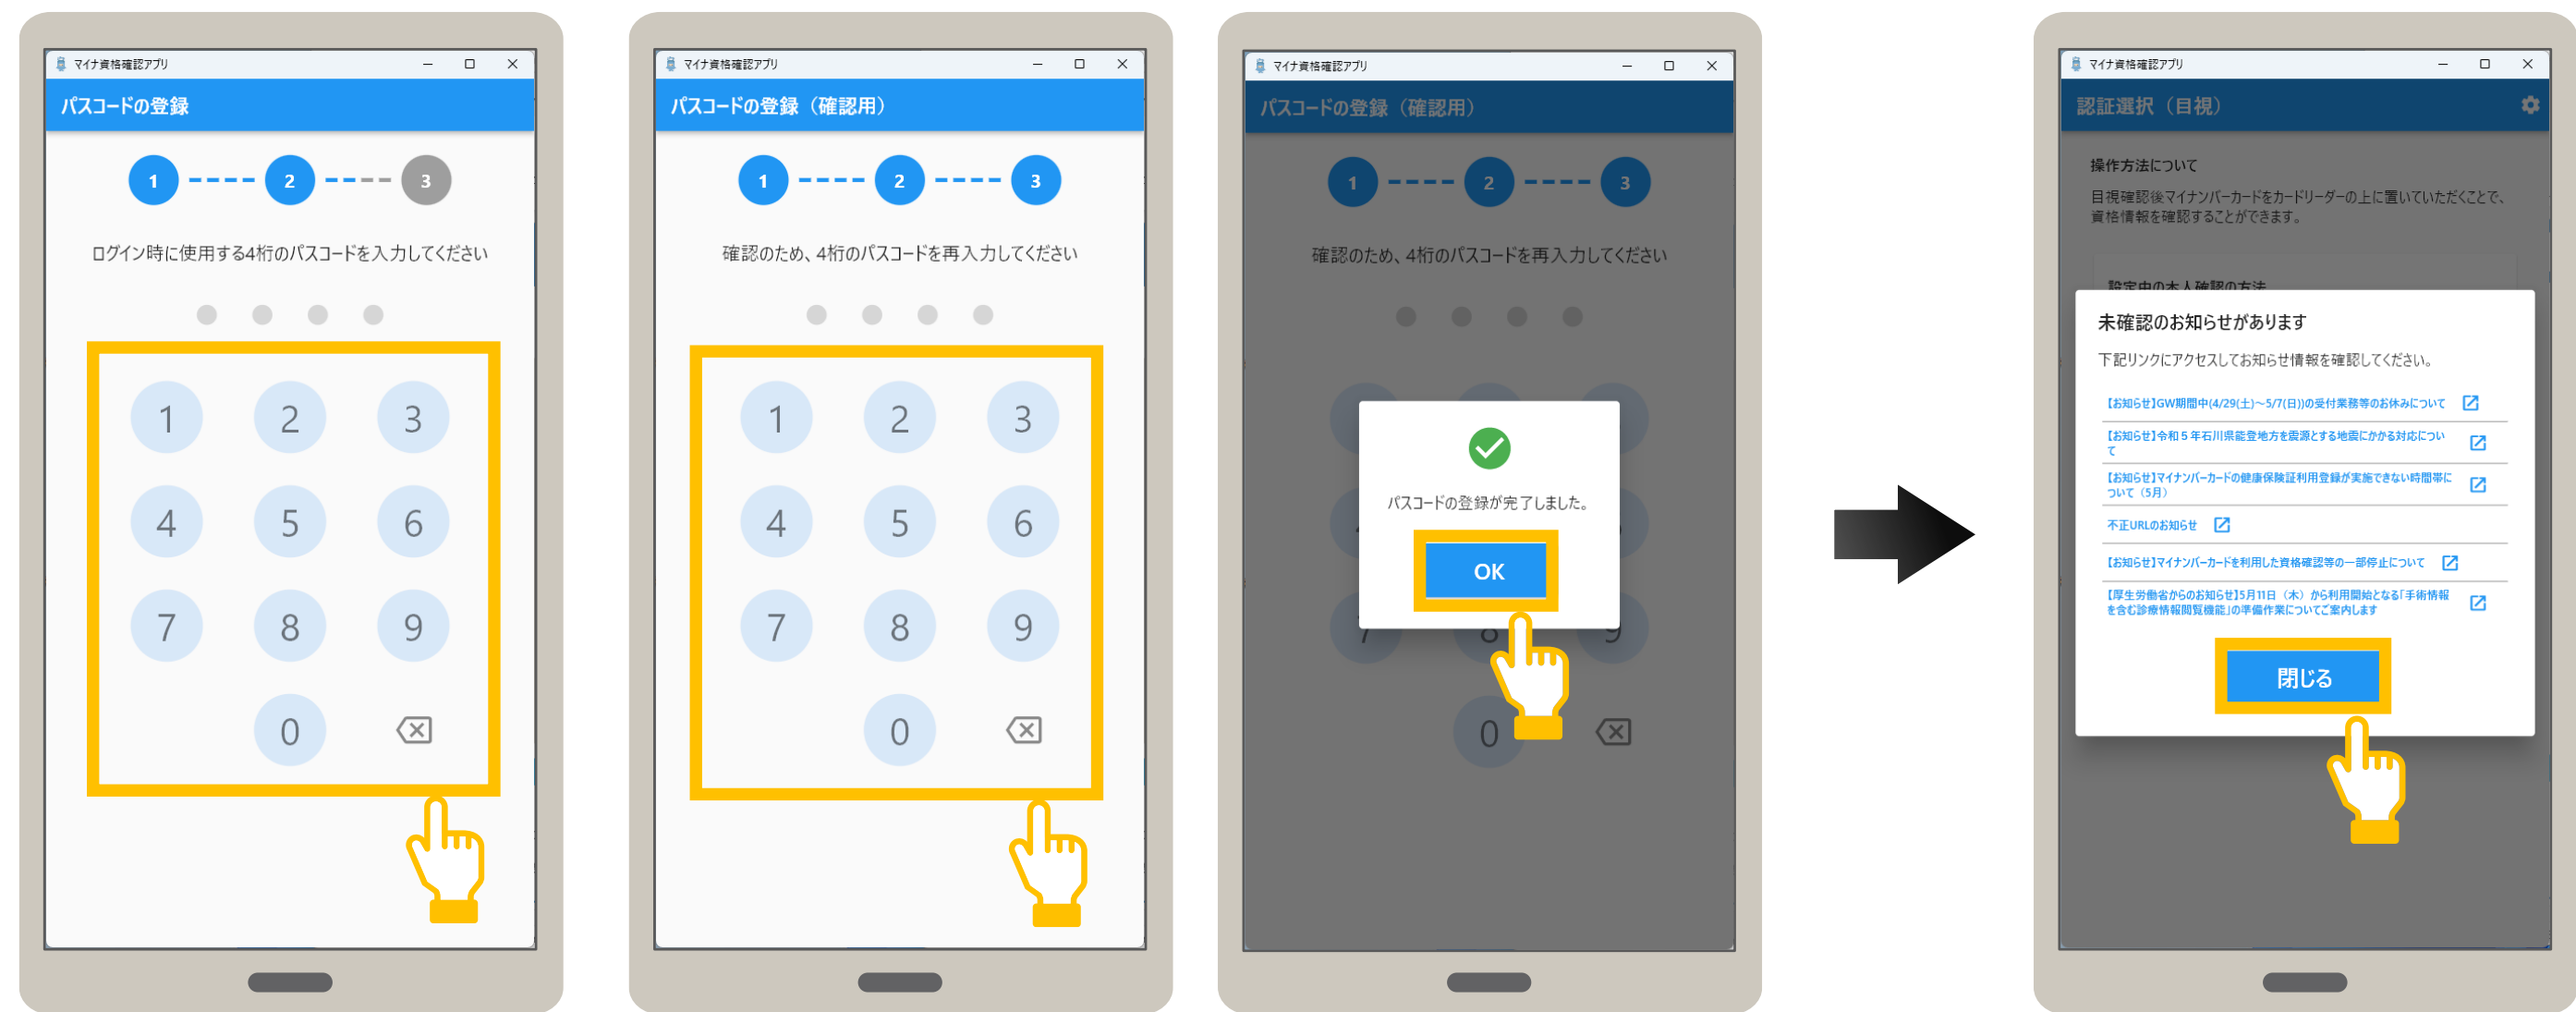 マイナ資格確認アプリ
パスコードの登録
1 2 3
ログイン時に使用する4桁のパスコードを入力してください
1 2 3
4 5 6
7 8 9
0
マイナ資格確認アプリ
パスコードの登録（確認用）
1 2 3
確認のため、4桁のパスコードを再入力してください
1 2 3
4 5 6
7 8 9
0
マイナ資格確認アプリ
パスコードの登録（確認用）
1 2 3
確認のため、4桁のパスコードを再入力してください
パスコードの登録が完了しました。
OK
7 8 9
0
マイナ資格確認アプリ
認証選択（目視）
操作方法について
目視確認後マイナンバーカードをカードリーダーの上に置いていただくことで、
資格情報を確認することができます。
設定中の本人確認の方法
未確認のお知らせがあります
下記リンクにアクセスしてお知らせ情報を確認してください。
【お知らせ】GW期間中(4/29(土)～5/7(日))の受付業務等のお休みについて
【お知らせ】令和５年石川県能登地方を震源とする地震にかかる対応につい
て
【お知らせ】マイナンバーカードの健康保険証利用登録が実施できない時間帯に
ついて（5月）
不正URLのお知らせ
【お知らせ】マイナンバーカードを利用した資格確認等の一部停止について
【厚生労働省からのお知らせ】5月11日（木）から利用開始となる「手術情報
を含む診療情報閲覧機能」の準備作業についてご案内します
閉じる